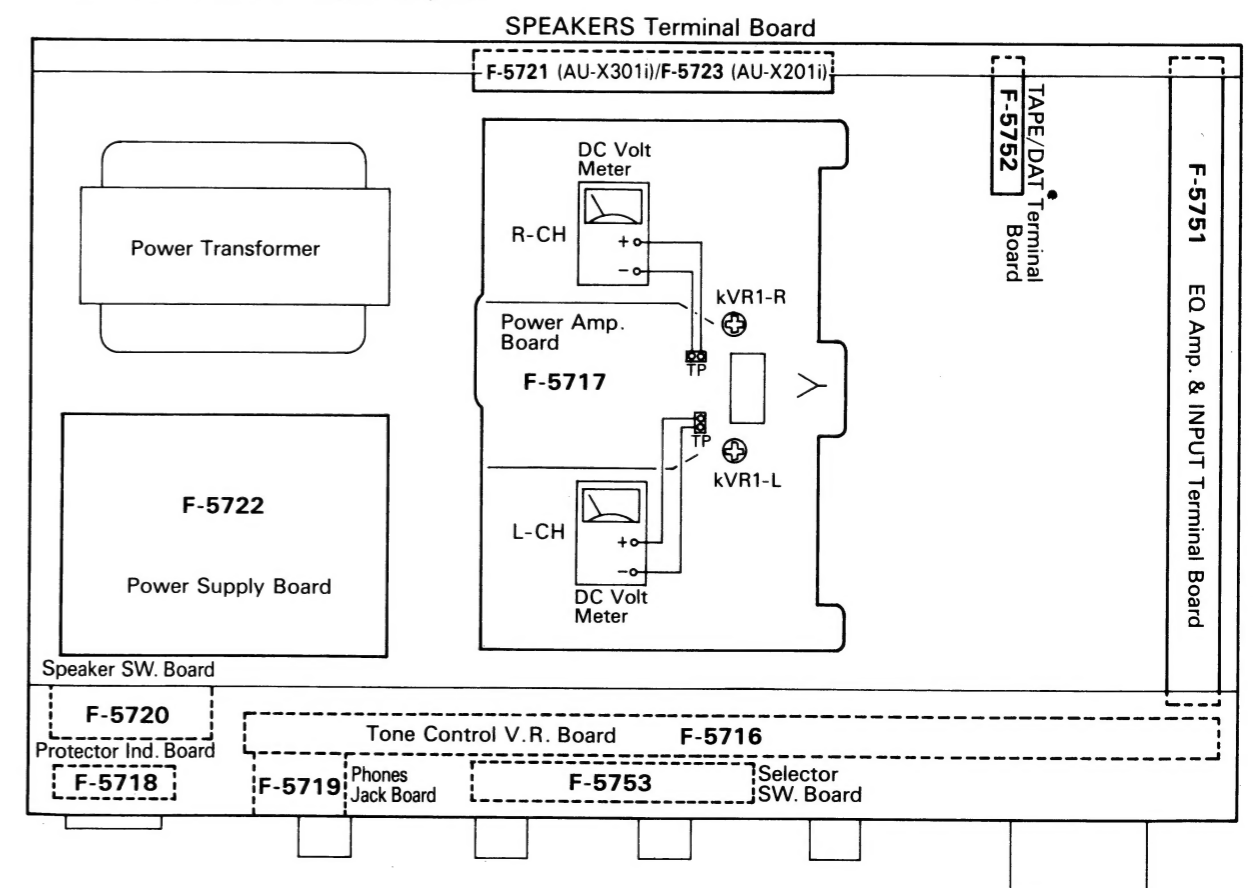 SPEAKERS Terminal Board
F-5721 (AU-X301i)/F-5723 (AU-X201i)
TAPE/DAT Terminal
Board
F-5752
F-5751 EQ Amp. & INPUT Terminal Board
Power Transformer
DC Volt
Meter
R-CH
+
−
kVR1-R
Power Amp.
Board
F-5717
TP
TP
kVR1-L
L-CH
+
−
DC Volt
Meter
F-5722
Power Supply Board
Speaker SW. Board
F-5720
Protector Ind. Board
F-5718
Tone Control V.R. Board F-5716
F-5719
Phones
Jack Board
F-5753
Selector
SW. Board